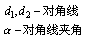 d₁, d₂ – 对角线
α – 对角线夹角